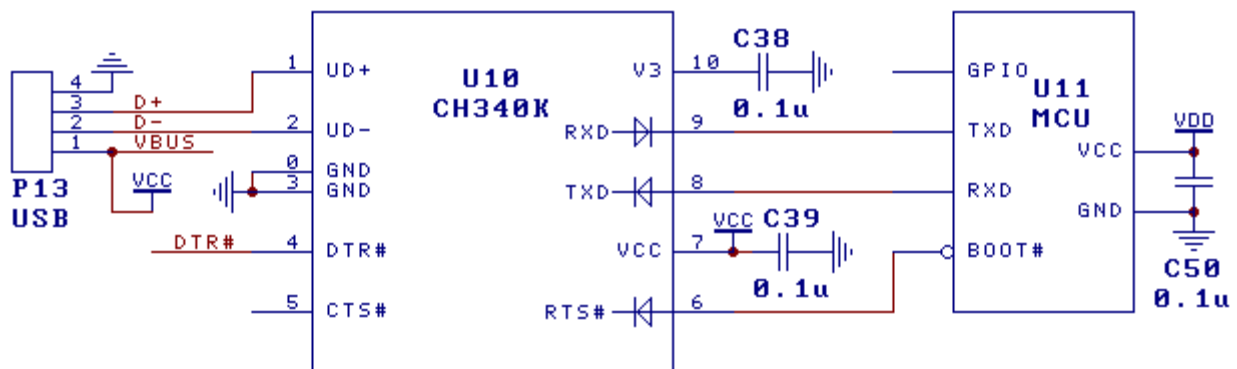 C38
4
1
UD+
U10
V3
10
GPIO
U11
3
D+
CH340K
0.1u
MCU
2
D-
2
UD-
RXD
9
TXD
VDD
1
VBUS
0
GND
VCC
P13
VCC
3
GND
TXD
8
RXD
USB
VCC
C39
GND
DTR#
4
DTR#
VCC
7
BOOT#
C50
0.1u
0.1u
5
CTS#
RTS#
6